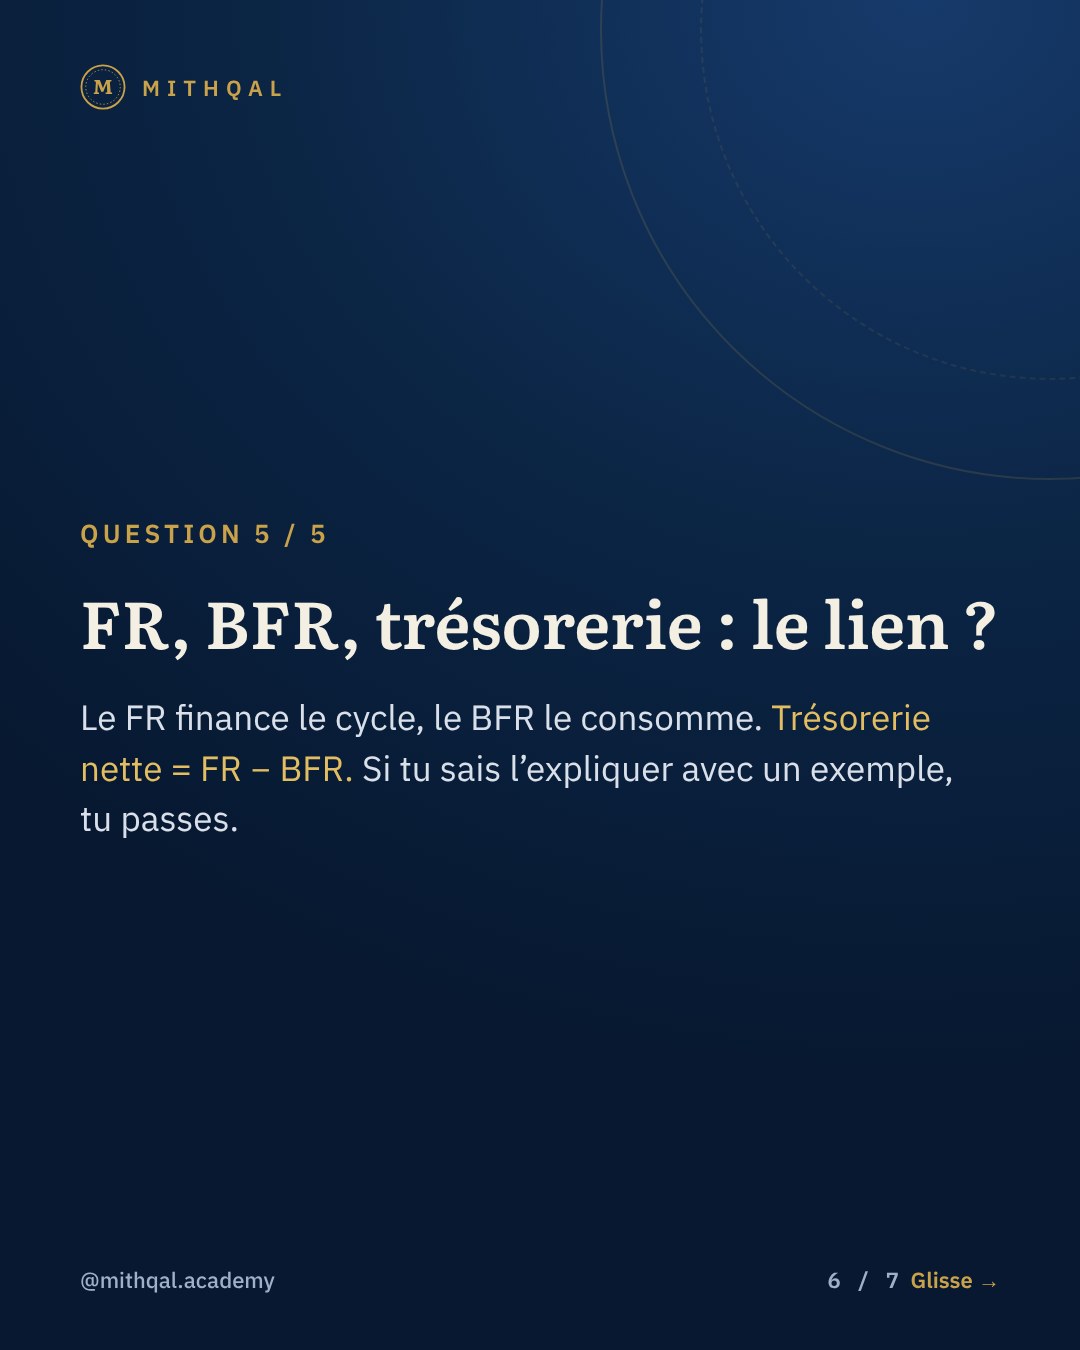 M MITHQAL
QUESTION 5 / 5
FR, BFR, trésorerie : le lien ?
Le FR finance le cycle, le BFR le consomme. Trésorerie
nette = FR – BFR. Si tu sais l’expliquer avec un exemple,
tu passes.
@mithqal.academy
6 / 7 Glisse →